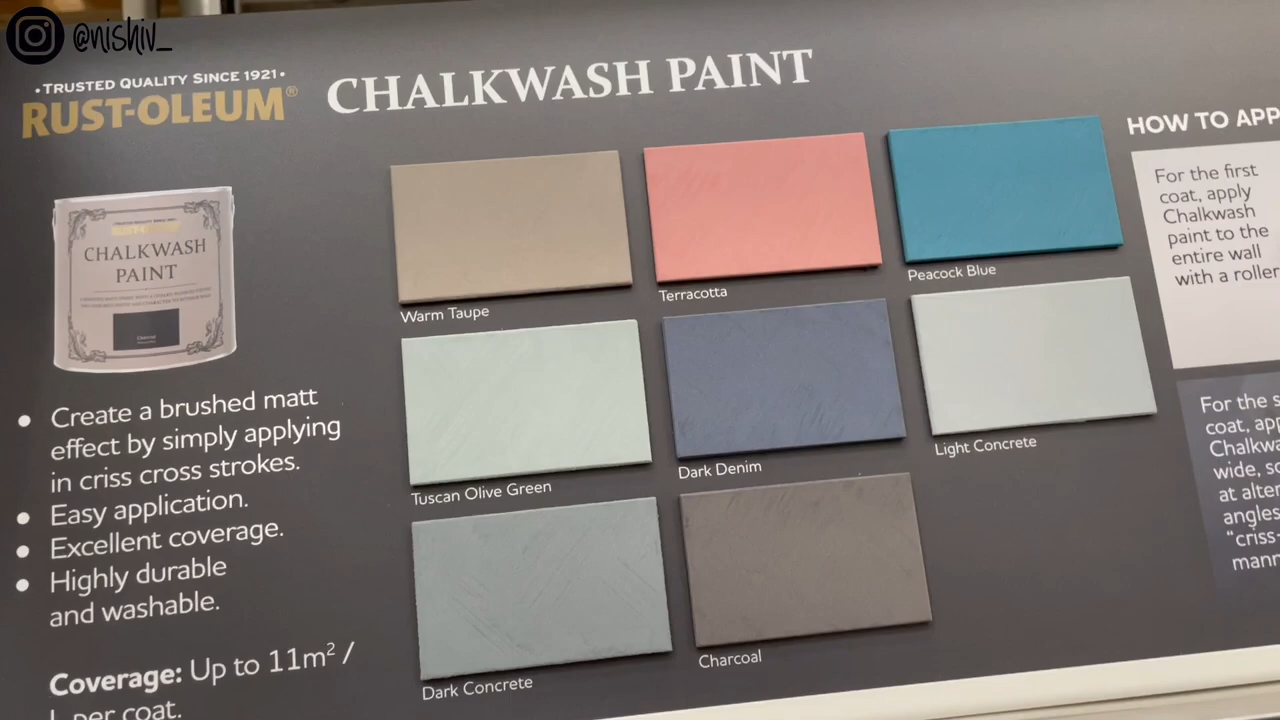 @nishiv_
• TRUSTED QUALITY SINCE 1921 •
RUST-OLEUM®
CHALKWASH PAINT
CHALKWASH
PAINT
Charcoal
• Create a brushed matt
effect by simply applying
in criss cross strokes.
• Easy application.
• Excellent coverage.
• Highly durable
and washable.
Coverage: Up to 11m² /
L per coat.
Warm Taupe
Terracotta
Peacock Blue
Tuscan Olive Green
Dark Denim
Light Concrete
Dark Concrete
Charcoal
HOW TO APP
For the first
coat, apply
Chalkwash
paint to the
entire wall
with a roller
For the s
coat, app
Chalkwa
wide, so
at alter
angles
“criss-
mann